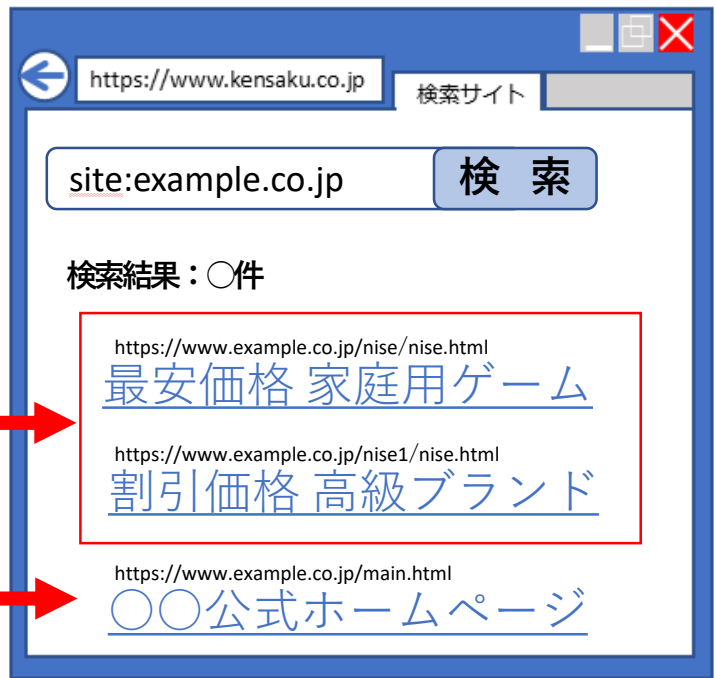 https://www.kensaku.co.jp
検索サイト
site:example.co.jp
検 索
検索結果：○件
https://www.example.co.jp/nise/nise.html
最安価格 家庭用ゲーム
https://www.example.co.jp/nise1/nise.html
割引価格 高級ブランド
https://www.example.co.jp/main.html
○○公式ホームページ